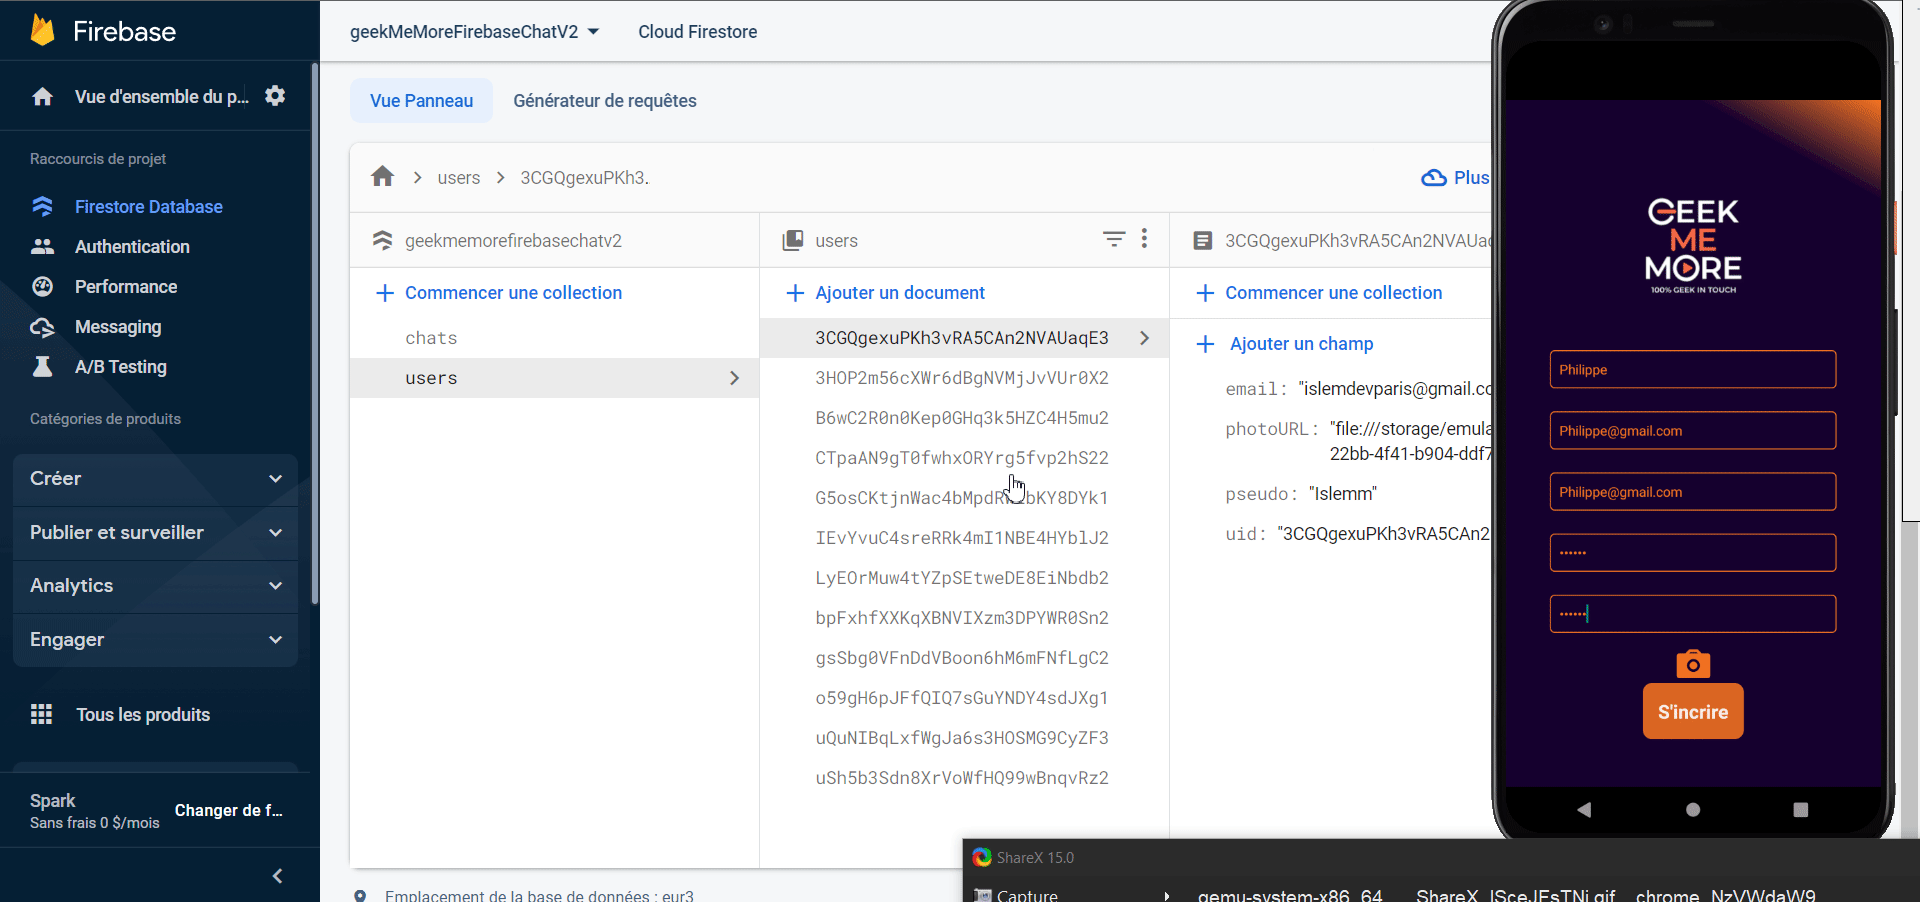 Firebase
Vue d'ensemble du p...
Raccourcis de projet
Firestore Database
Authentication
Performance
Messaging
A/B Testing
Catégories de produits
Créer
Publier et surveiller
Analytics
Engager
Tous les produits
Spark
Sans frais 0 $/mois
Changer de f...
geekMeMoreFirebaseChatV2
Cloud Firestore
Vue Panneau
Générateur de requêtes
users
3CGQgexuPKh3.
Plus
geekmemorefirebasechatv2
Commencer une collection
chats
users
users
Ajouter un document
3CGQgexuPKh3vRA5CAn2NVAUaqE3
3HOP2m56cXWr6dBgNVMjJvVUr0X2
B6wC2R0n0Kep0GHq3k5HZC4H5mu2
CTpaAN9gT0fwhxORYrg5fvp2hS22
IEvYvuC4sreRRk4mI1NBE4HYblJ2
LyEOrMuw4tYZpSEtweDE8EiNbdb2
bpFxhfXXKqXBNVIXzm3DPYWR0Sn2
gsSbg0VFnDdVBoon6hM6mFNfLgC2
o59gH6pJFfQIQ7sGuYNDY4sdJXg1
uQuNIBqLxfWgJa6s3HOSMG9CyZF3
uSh5b3Sdn8XrVoWfHQ99wBnqvRz2
3CGQgexuPKh3vRA5CAn2NVAUa
Commencer une collection
Ajouter un champ
email: "islemdevparis@gmail.co
photoURL: "file:///storage/emula
22bb-4f41-b904-ddf7
pseudo: "Islemm"
uid: "3CGQgexuPKh3vRA5CAn2
Emplacement de la base de données : eur3
GEEK
ME
MORE
100% GEEK IN TOUCH
Philippe
Philippe@gmail.com
Philippe@gmail.com
••••••
••••••
S'incrire
ShareX 15.0
Capture
qemu-system-x86_64
ShareX_lSceJEsTNi.gif
chrome_NzVWdaW9